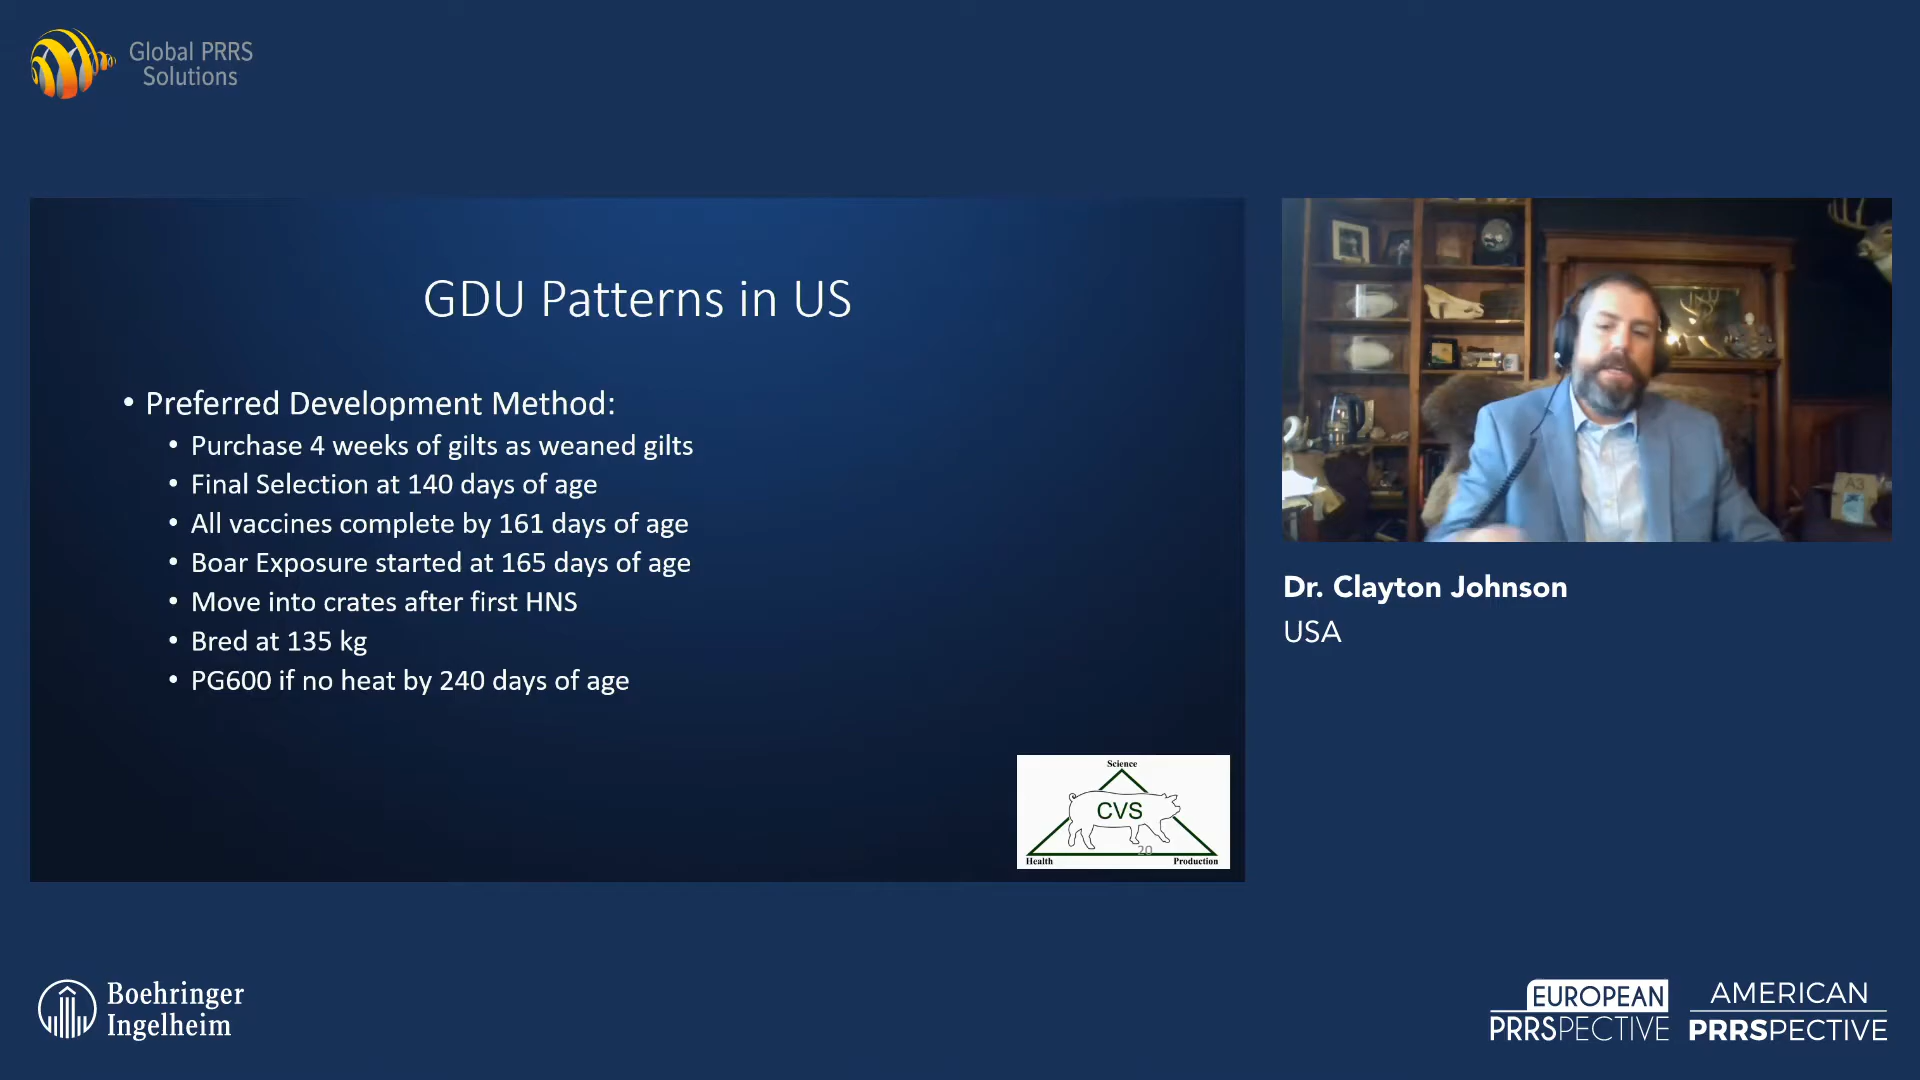 Global PRRS
Solutions
GDU Patterns in US
• Preferred Development Method:
• Purchase 4 weeks of gilts as weaned gilts
• Final Selection at 140 days of age
• All vaccines complete by 161 days of age
• Boar Exposure started at 165 days of age
• Move into crates after first HNS
• Bred at 135 kg
• PG600 if no heat by 240 days of age
Science
CVS
20
Health
Production
A3
Dr. Clayton Johnson
USA
Boehringer
Ingelheim
EUROPEAN
PRRSPECTIVE
AMERICAN
PRRSPECTIVE